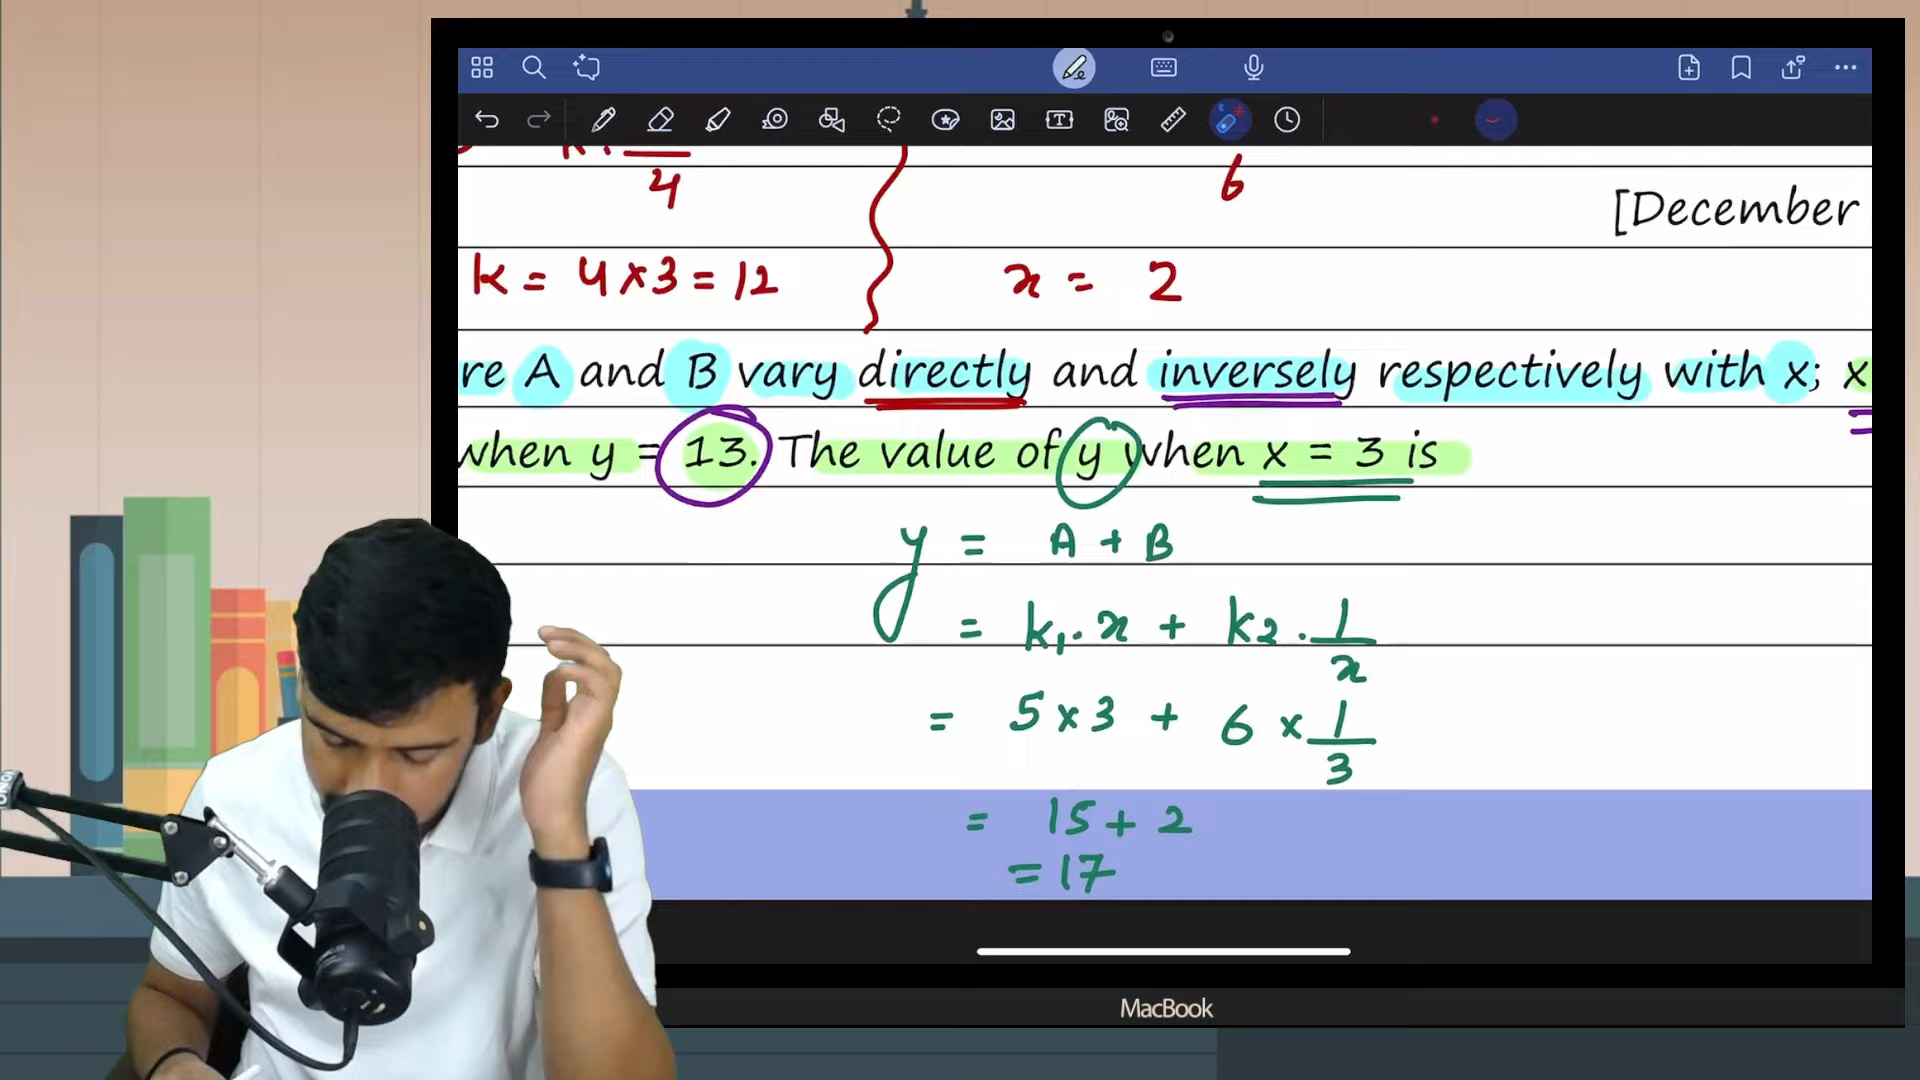 4
6
[December
k = 4 × 3 = 12
x = 2
re A and B vary directly and inversely respectively with x; x
when y = 13. The value of y when x = 3 is
y = A + B
= k₁. x + k₂ . 1/x
= 5 × 3 + 6 × 1/3
= 15 + 2
= 17
MacBook